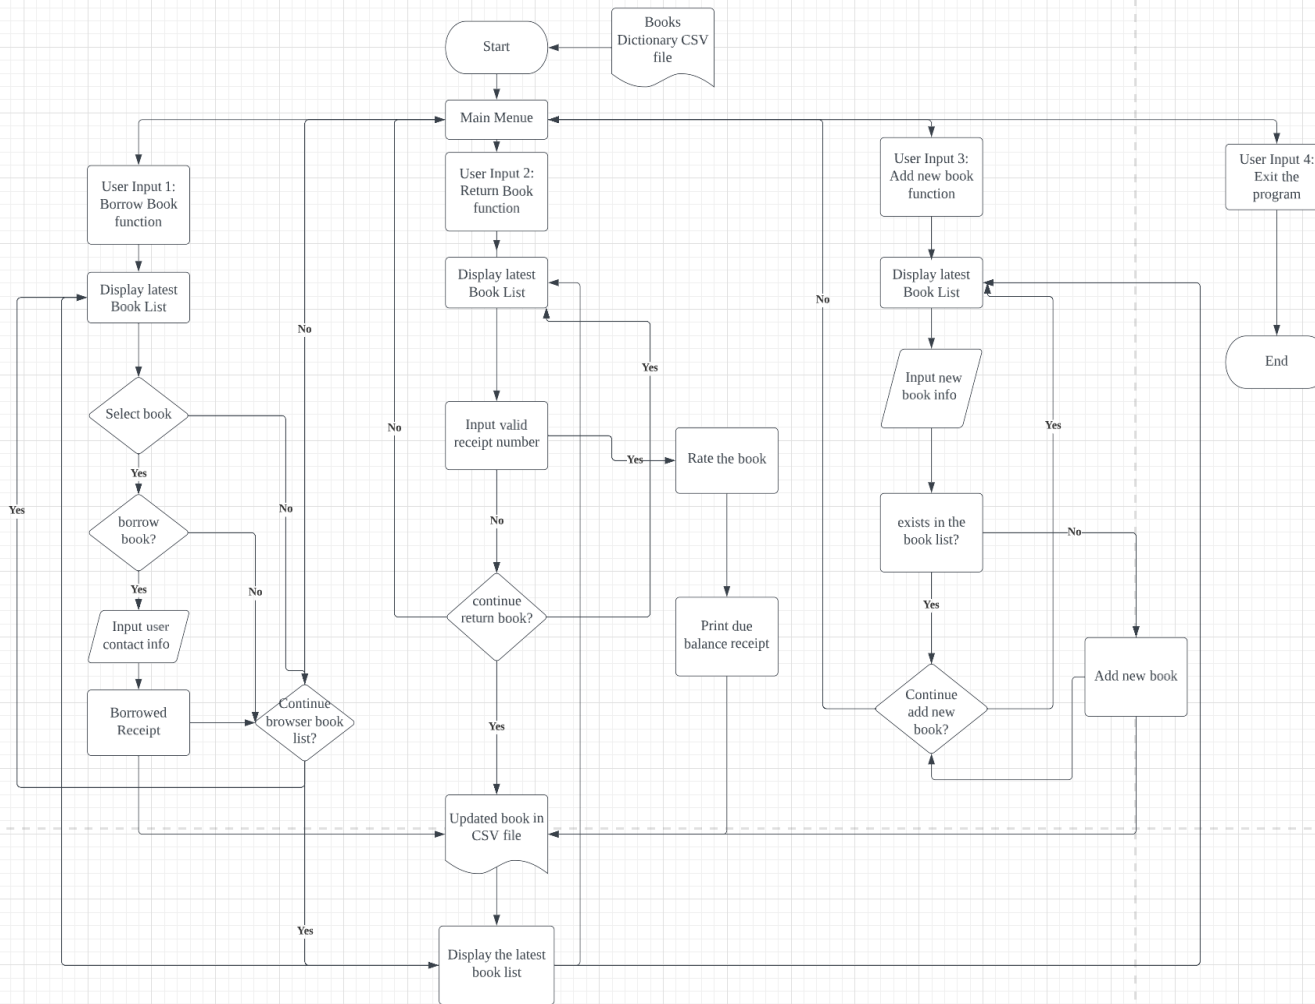 Books
Dictionary CSV
file
Start
Main Menue
User Input 1:
Borrow Book
function
User Input 2:
Return Book
function
User Input 3:
Add new book
function
User Input 4:
Exit the
program
Display latest
Book List
Display latest
Book List
Display latest
Book List
No
No
Yes
End
Input new
book info
Select book
No
Yes
Input valid
receipt number
Yes
Rate the book
Yes
Yes
No
No
borrow
book?
exists in the
book list?
No
Yes
No
Yes
Input user
contact info
continue
return book?
Print due
balance receipt
Add new book
Borrowed
Receipt
Continue
browser book
list?
Continue
add new
book?
Yes
Updated book in
CSV file
Yes
Display the latest
book list